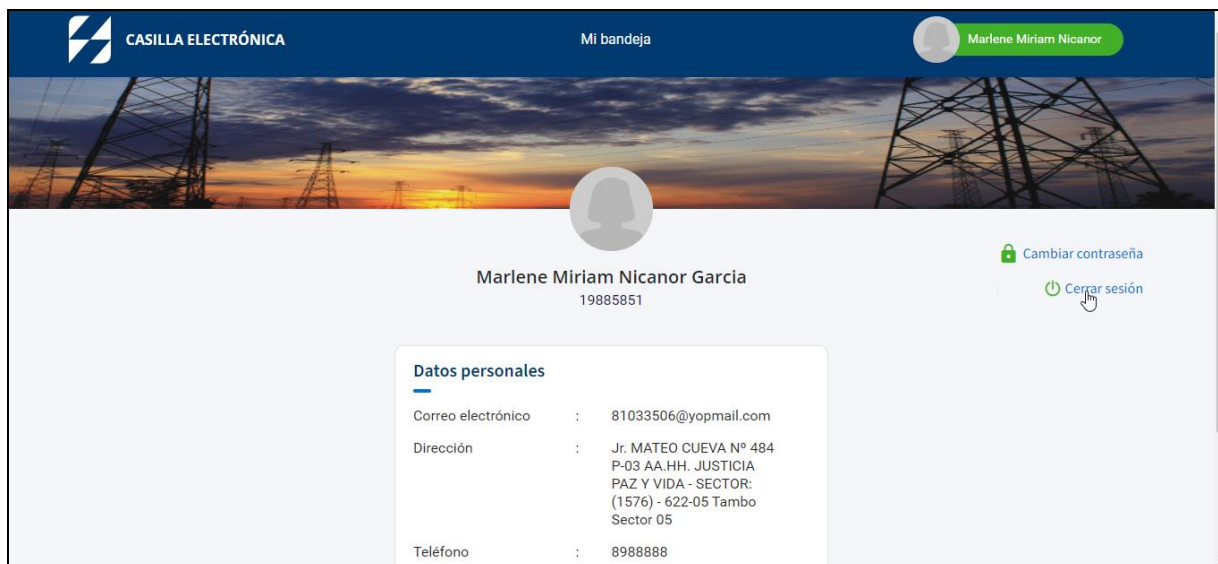 CASILLA ELECTRÓNICA
Mi bandeja
Marlene Miriam Nicanor
Cambiar contraseña
Cerrar sesión
Marlene Miriam Nicanor Garcia
19885851
Datos personales
Correo electrónico : 81033506@yopmail.com
Dirección : Jr. MATEO CUEVA Nº 484
P-03 AA.HH. JUSTICIA
PAZ Y VIDA - SECTOR:
(1576) - 622-05 Tambo
Sector 05
Teléfono : 8988888